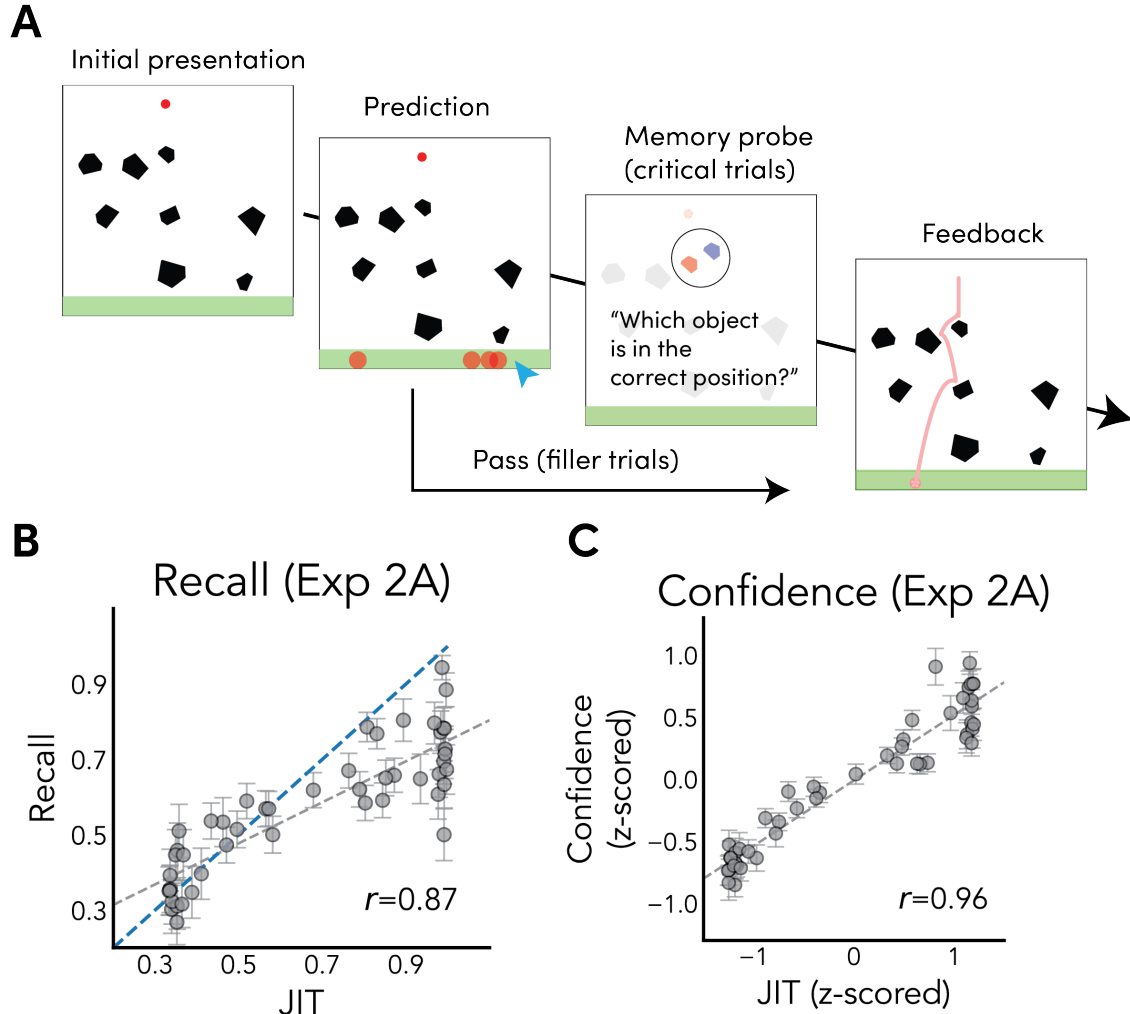 A
Initial presentation
Prediction
Memory probe
(critical trials)
Feedback
“Which object
is in the
correct position?”
Pass (filler trials)
B
Recall (Exp 2A)
Recall
0.9
0.7
0.5
0.3
r=0.87
0.3 0.5 0.7 0.9
JIT
C
Confidence (Exp 2A)
Confidence
(z-scored)
1.0
0.5
0.0
−0.5
−1.0
r=0.96
−1 0 1
JIT (z-scored)